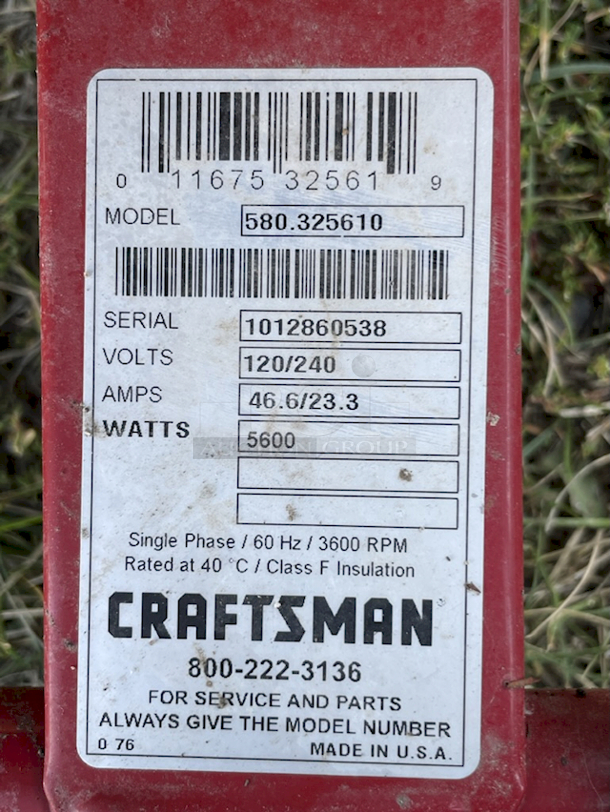 0 11675 32561 9
MODEL 580.325610
SERIAL 1012860538
VOLTS 120/240
AMPS 46.6/23.3
WATTS 5600
Single Phase / 60 Hz / 3600 RPM
Rated at 40 °C / Class F Insulation
CRAFTSMAN
800-222-3136
FOR SERVICE AND PARTS
ALWAYS GIVE THE MODEL NUMBER
0 76 MADE IN U.S.A.